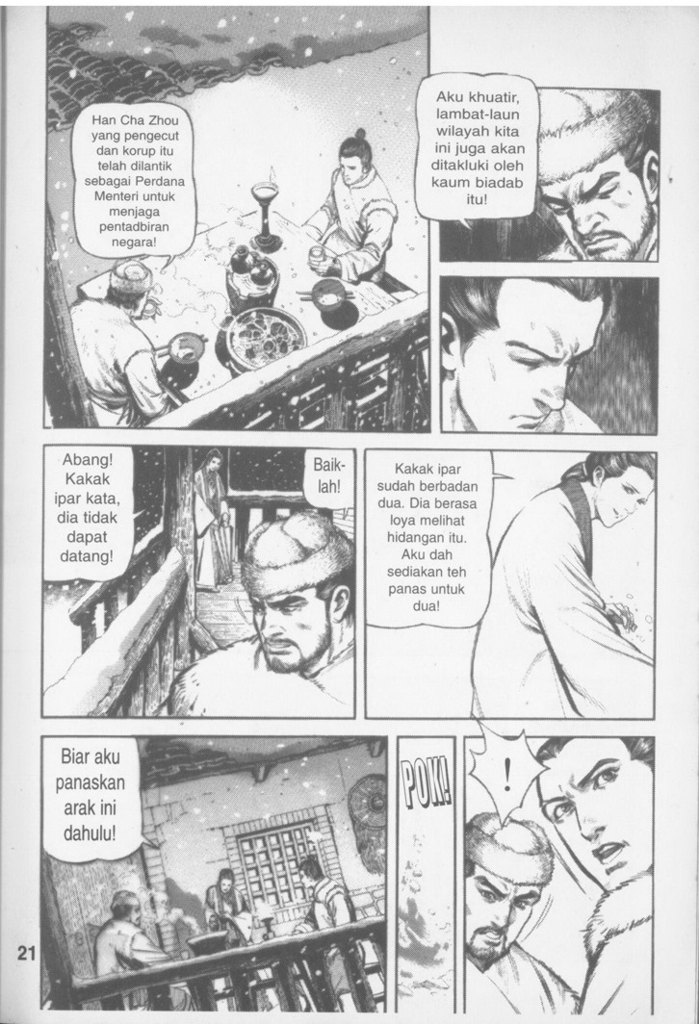 Han Cha Zhou
yang pengecut
dan korup itu
telah dilantik
sebagai Perdana
Menteri untuk
menjaga
pentadbiran
negara!
Aku khuatir,
lambat-laun
wilayah kita
ini juga akan
ditakluki oleh
kaum biadab
itu!
Abang!
Kakak
ipar kata,
dia tidak
dapat
datang!
Baik-
lah!
Kakak ipar
sudah berbadan
dua. Dia berasa
loya melihat
hidangan itu.
Aku dah
sediakan teh
panas untuk
dua!
Biar aku
panaskan
arak ini
dahulu!
POK!
!
21